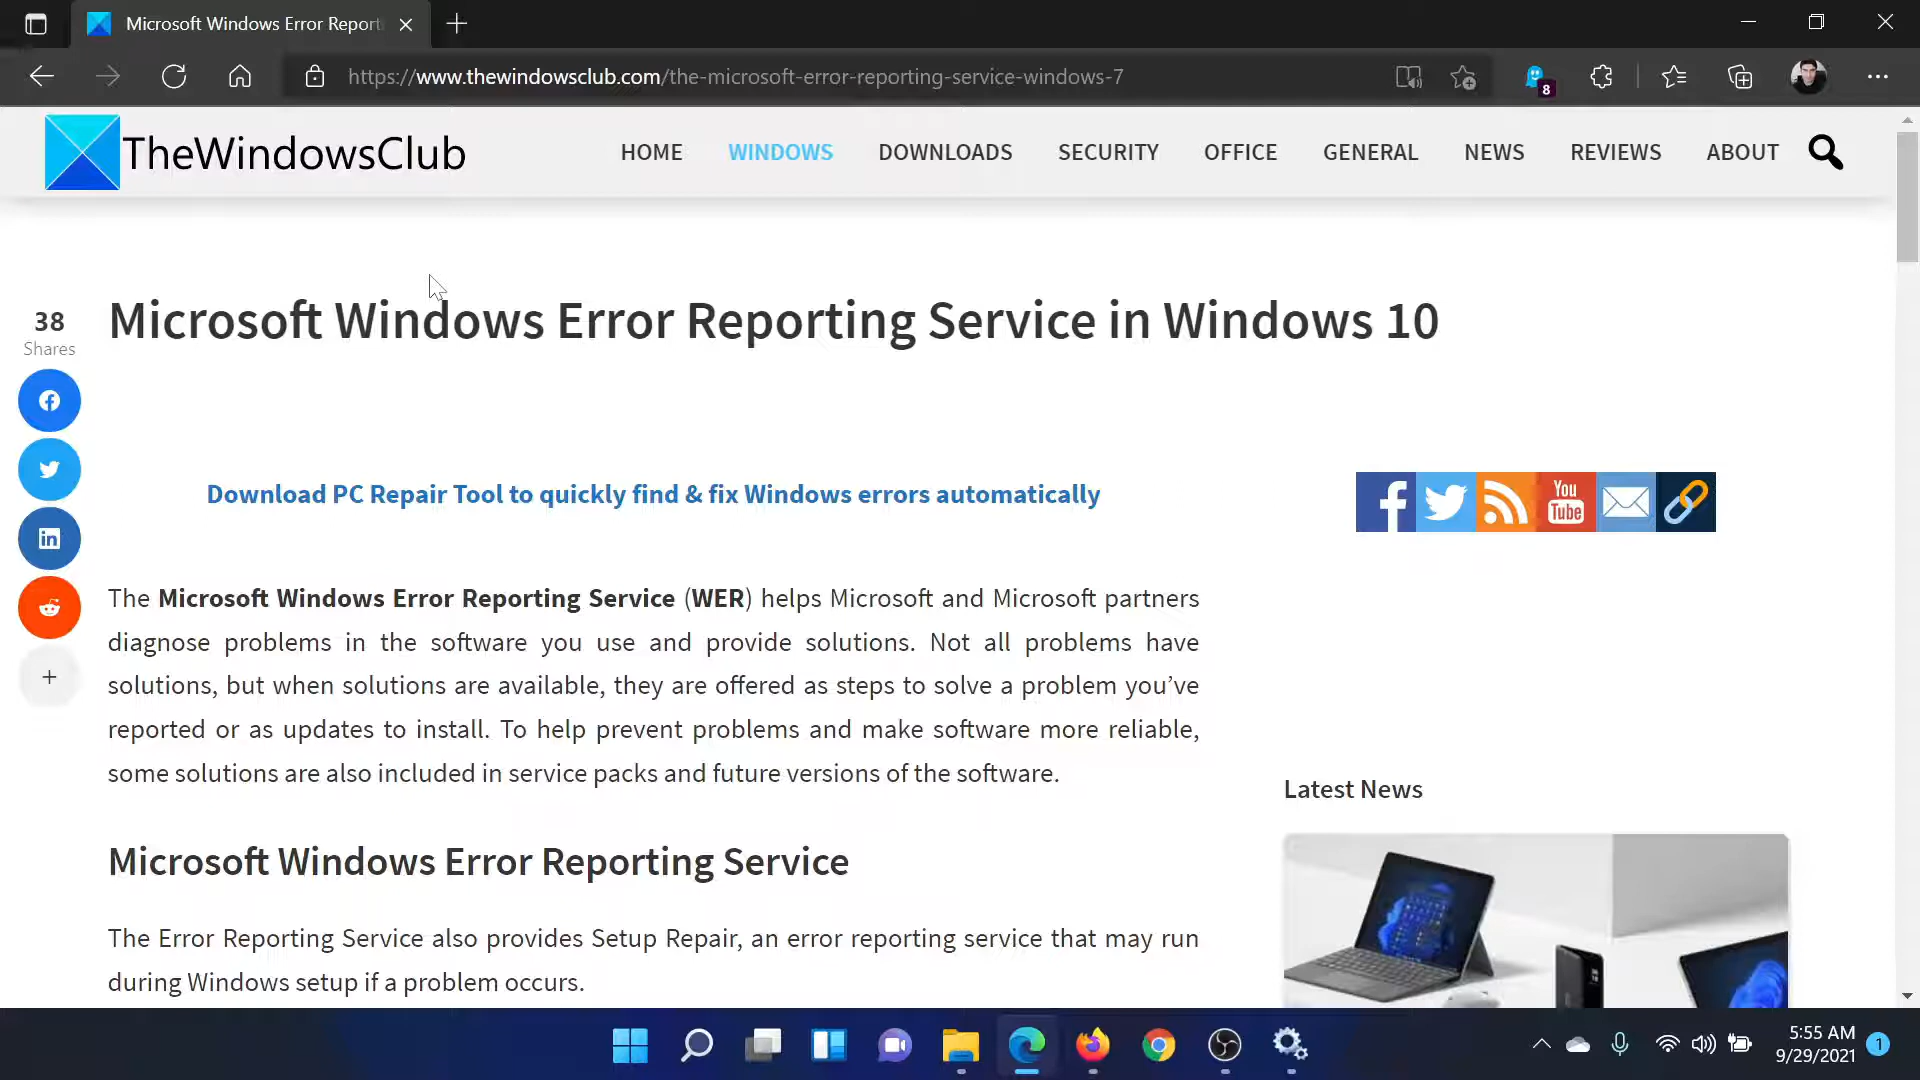 Microsoft Windows Error Report
https://www.thewindowsclub.com/the-microsoft-error-reporting-service-windows-7
8
TheWindowsClub
HOME WINDOWS DOWNLOADS SECURITY OFFICE GENERAL NEWS REVIEWS ABOUT
Microsoft Windows Error Reporting Service in Windows 10
38
Shares
Download PC Repair Tool to quickly find & fix Windows errors automatically
You
Tube
The Microsoft Windows Error Reporting Service (WER) helps Microsoft and Microsoft partners
diagnose problems in the software you use and provide solutions. Not all problems have
solutions, but when solutions are available, they are offered as steps to solve a problem you’ve
reported or as updates to install. To help prevent problems and make software more reliable,
some solutions are also included in service packs and future versions of the software.
Latest News
Microsoft Windows Error Reporting Service
The Error Reporting Service also provides Setup Repair, an error reporting service that may run
during Windows setup if a problem occurs.
5:55 AM
9/29/2021
1